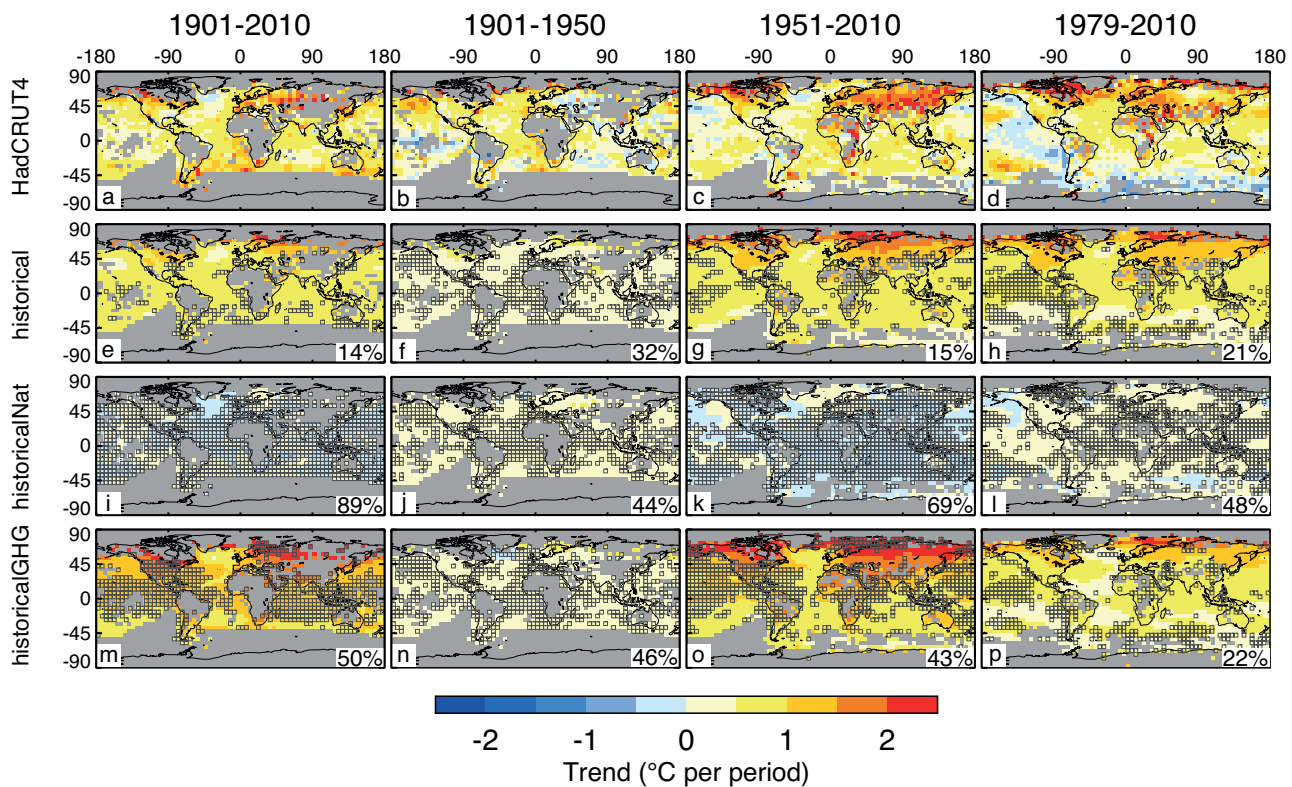 1901-2010 1901-1950 1951-2010 1979-2010
-180 -90 0 90 180 -90 0 90 180 -90 0 90 180 -90 0 90 180
HadCRUT4
90
45
0
-45
-90
a b c d
historical
90
45
0
-45
-90
e 14% f 32% g 15% h 21%
historicalNat
90
45
0
-45
-90
i 89% j 44% k 69% l 48%
historicalGHG
90
45
0
-45
-90
m 50% n 46% o 43% p 22%
-2 -1 0 1 2
Trend (°C per period)